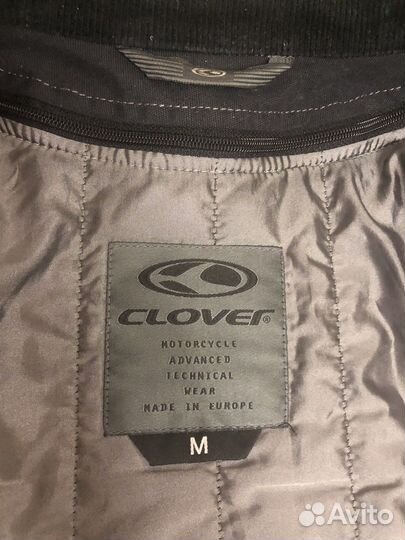 CLOVER®
MOTORCYCLE
ADVANCED
TECHNICAL
WEAR
MADE IN EUROPE
M
Avito